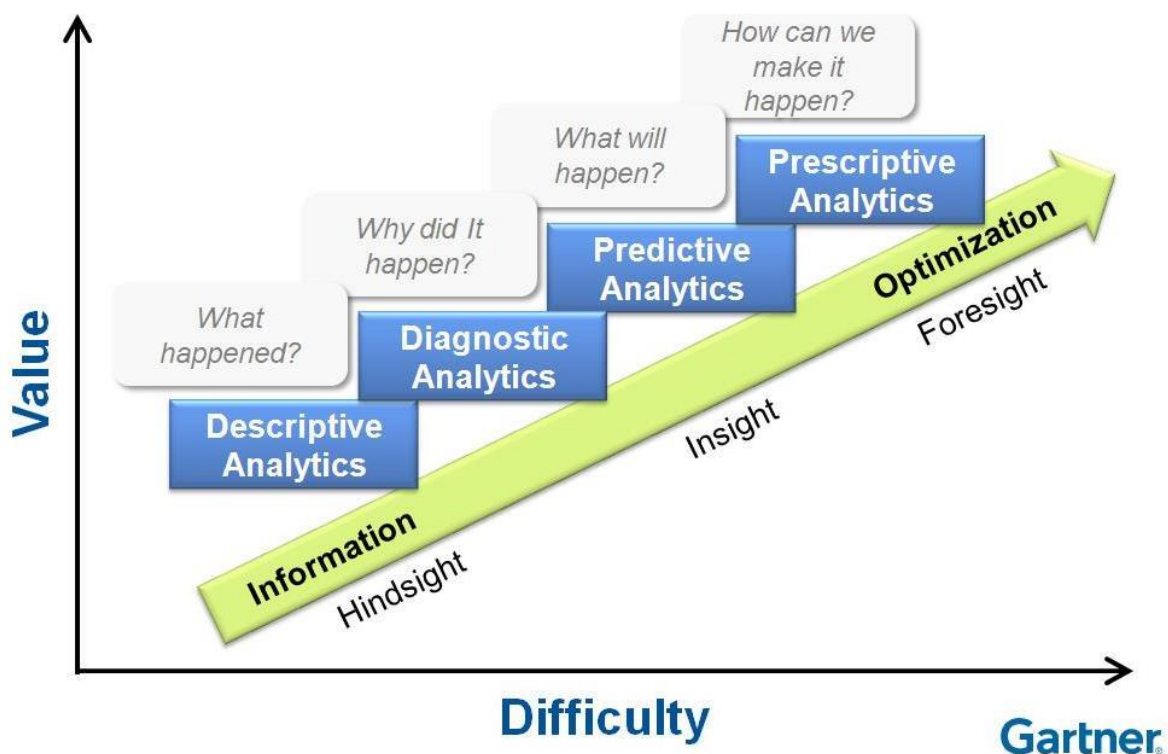 How can we
make it
happen?
What will
happen?
Prescriptive
Analytics
Why did It
happen?
Predictive
Analytics
What
happened?
Diagnostic
Analytics
Descriptive
Analytics
Value
Information
Optimization
Hindsight
Insight
Foresight
Difficulty
Gartner®